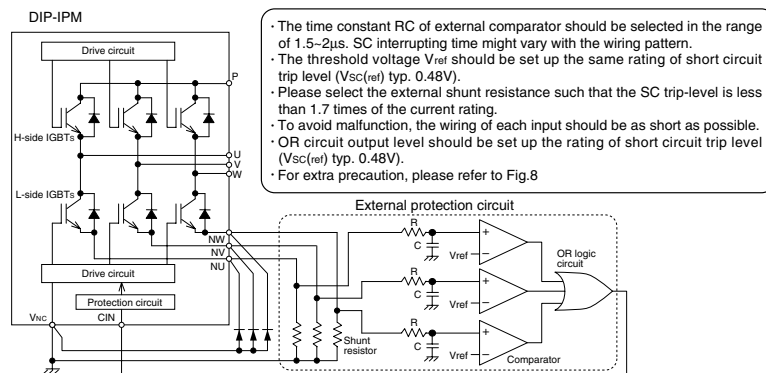 DIP-IPM
Drive circuit
P
H-side IGBTs
U
V
W
L-side IGBTs
NW
NV
NU
Drive circuit
Protection circuit
VNC
CIN
· The time constant RC of external comparator should be selected in the range
of 1.5~2μs. SC interrupting time might vary with the wiring pattern.
· The threshold voltage Vref should be set up the same rating of short circuit
trip level (VSC(ref) typ. 0.48V).
· Please select the external shunt resistance such that the SC trip-level is less
than 1.7 times of the current rating.
· To avoid malfunction, the wiring of each input should be as short as possible.
· OR circuit output level should be set up the rating of short circuit trip level
(VSC(ref) typ. 0.48V).
· For extra precaution, please refer to Fig.8
External protection circuit
R
C
+
Vref
−
OR logic
circuit
R
C
+
Vref
−
R
C
+
Vref
−
Comparator
Shunt
resistor